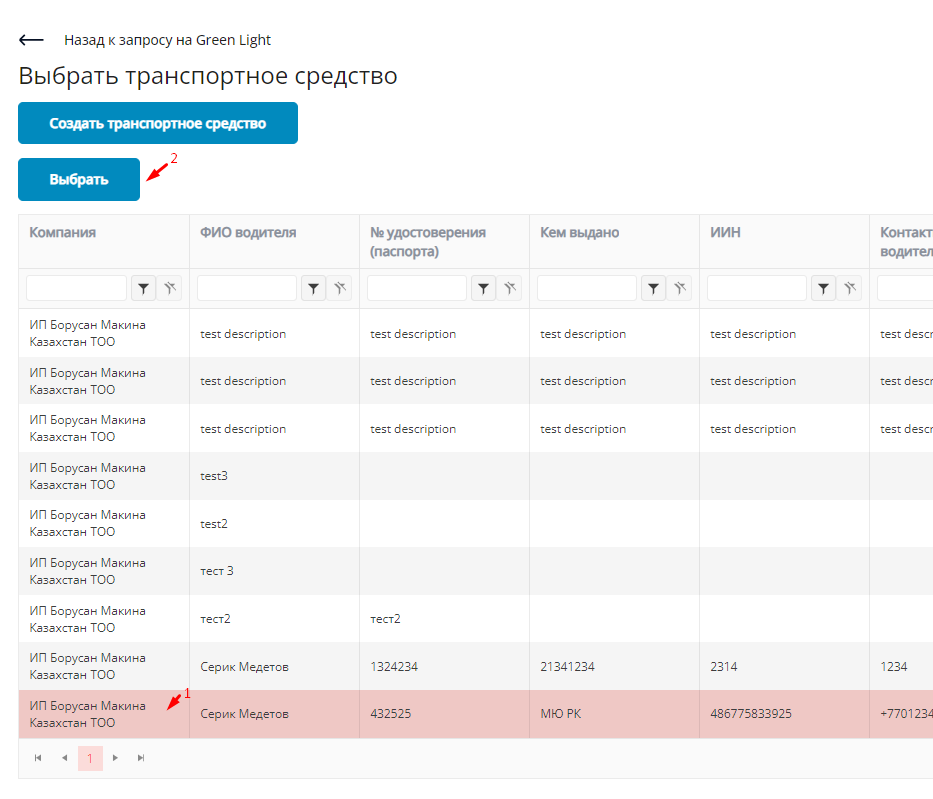 Назад к запросу на Green Light
Выбрать транспортное средство
Создать транспортное средство
2
Выбрать
Компания ФИО водителя № удостоверения Кем выдано ИИН Контакт
(паспорта) водител
ИП Борусан Макина
Казахстан ТОО test description test description test description test description test descr
ИП Борусан Макина
Казахстан ТОО test description test description test description test description test descr
ИП Борусан Макина
Казахстан ТОО test description test description test description test description test descr
ИП Борусан Макина
Казахстан ТОО test3
ИП Борусан Макина
Казахстан ТОО test2
ИП Борусан Макина
Казахстан ТОО тест 3
ИП Борусан Макина
Казахстан ТОО тест2 тест2
ИП Борусан Макина
Казахстан ТОО Серик Медетов 1324234 21341234 2314 1234
1
ИП Борусан Макина
Казахстан ТОО Серик Медетов 432525 МЮ РК 486775833925 +7701234
1